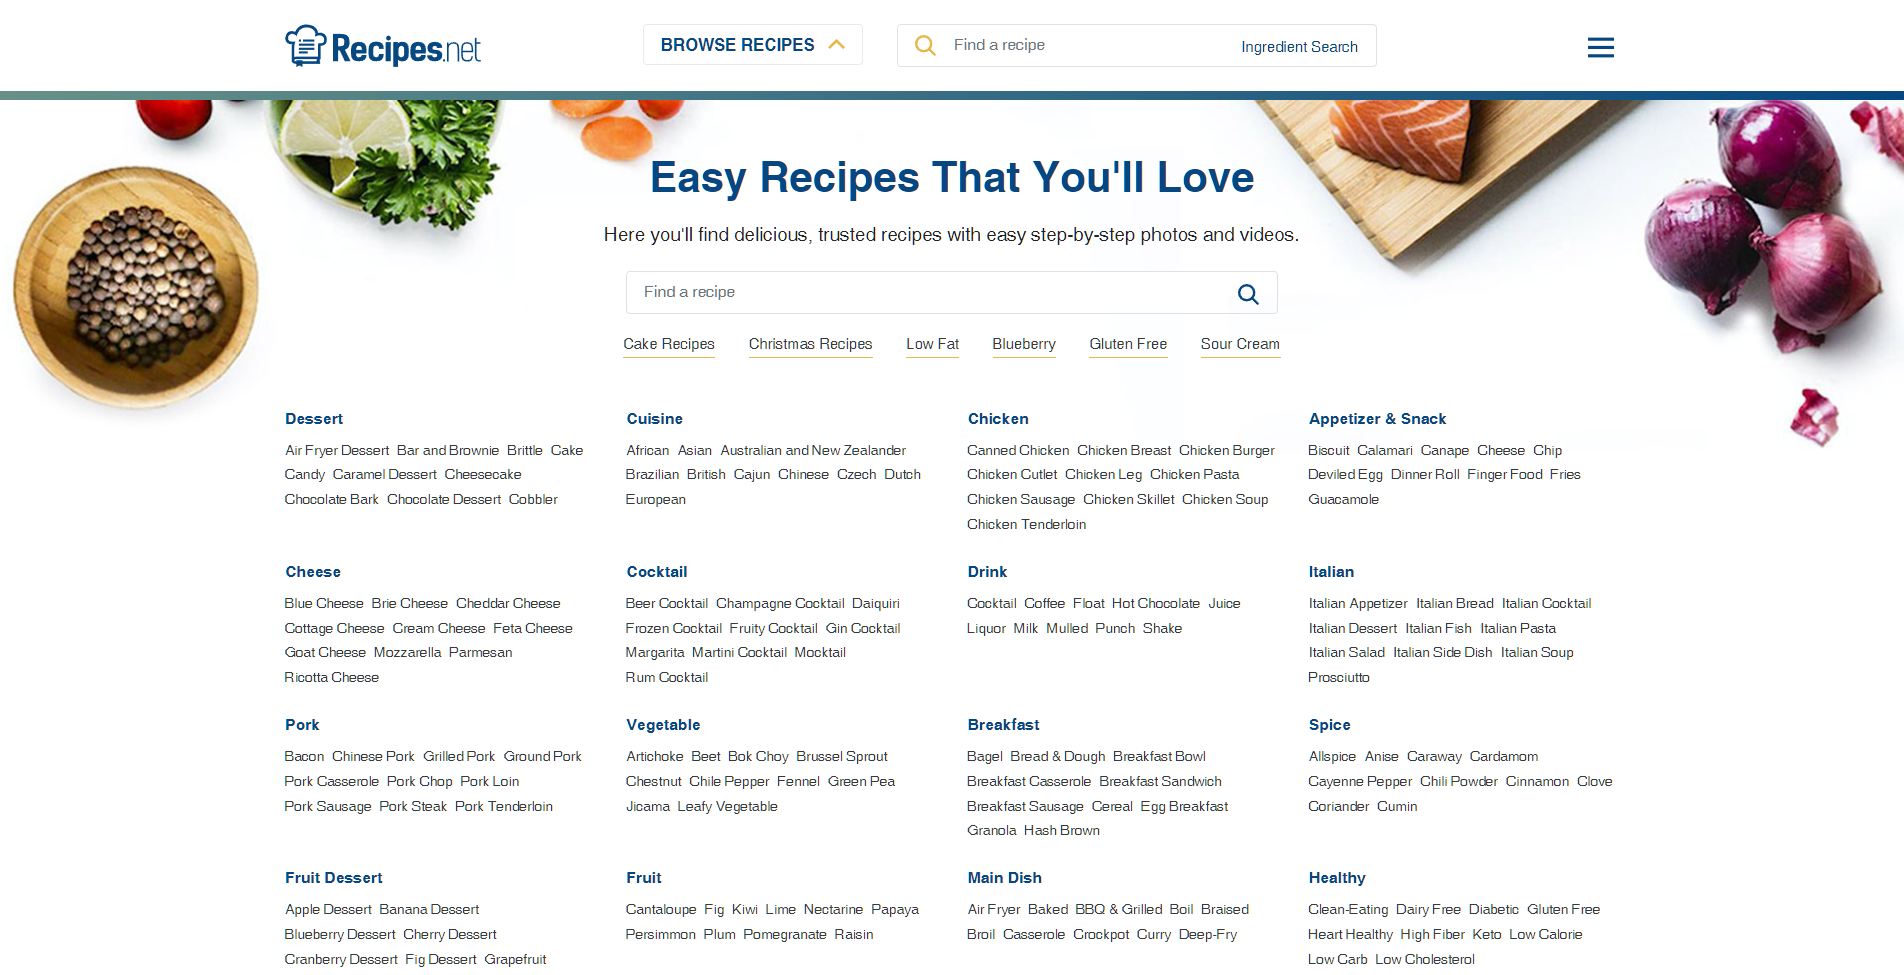 Recipes.net
BROWSE RECIPES
Find a recipe
Ingredient Search
Easy Recipes That You'll Love
Here you'll find delicious, trusted recipes with easy step-by-step photos and videos.
Find a recipe
Cake Recipes Christmas Recipes Low Fat Blueberry Gluten Free Sour Cream
Dessert
Air Fryer Dessert Bar and Brownie Brittle Cake
Candy Caramel Dessert Cheesecake
Chocolate Bark Chocolate Dessert Cobbler
Cuisine
African Asian Australian and New Zealander
Brazilian British Cajun Chinese Czech Dutch
European
Chicken
Canned Chicken Chicken Breast Chicken Burger
Chicken Cutlet Chicken Leg Chicken Pasta
Chicken Sausage Chicken Skillet Chicken Soup
Chicken Tenderloin
Appetizer & Snack
Biscuit Calamari Canape Cheese Chip
Deviled Egg Dinner Roll Finger Food Fries
Guacamole
Cheese
Blue Cheese Brie Cheese Cheddar Cheese
Cottage Cheese Cream Cheese Feta Cheese
Goat Cheese Mozzarella Parmesan
Ricotta Cheese
Cocktail
Beer Cocktail Champagne Cocktail Daiquiri
Frozen Cocktail Fruity Cocktail Gin Cocktail
Margarita Martini Cocktail Mocktail
Rum Cocktail
Drink
Cocktail Coffee Float Hot Chocolate Juice
Liquor Milk Mulled Punch Shake
Italian
Italian Appetizer Italian Bread Italian Cocktail
Italian Dessert Italian Fish Italian Pasta
Italian Salad Italian Side Dish Italian Soup
Prosciutto
Pork
Bacon Chinese Pork Grilled Pork Ground Pork
Pork Casserole Pork Chop Pork Loin
Pork Sausage Pork Steak Pork Tenderloin
Vegetable
Artichoke Beet Bok Choy Brussel Sprout
Chestnut Chile Pepper Fennel Green Pea
Jicama Leafy Vegetable
Breakfast
Bagel Bread & Dough Breakfast Bowl
Breakfast Casserole Breakfast Sandwich
Breakfast Sausage Cereal Egg Breakfast
Granola Hash Brown
Spice
Allspice Anise Caraway Cardamom
Cayenne Pepper Chili Powder Cinnamon Clove
Coriander Cumin
Fruit Dessert
Apple Dessert Banana Dessert
Blueberry Dessert Cherry Dessert
Cranberry Dessert Fig Dessert Grapefruit
Fruit
Cantaloupe Fig Kiwi Lime Nectarine Papaya
Persimmon Plum Pomegranate Raisin
Main Dish
Air Fryer Baked BBQ & Grilled Boil Braised
Broil Casserole Crockpot Curry Deep-Fry
Healthy
Clean-Eating Dairy Free Diabetic Gluten Free
Heart Healthy High Fiber Keto Low Calorie
Low Carb Low Cholesterol